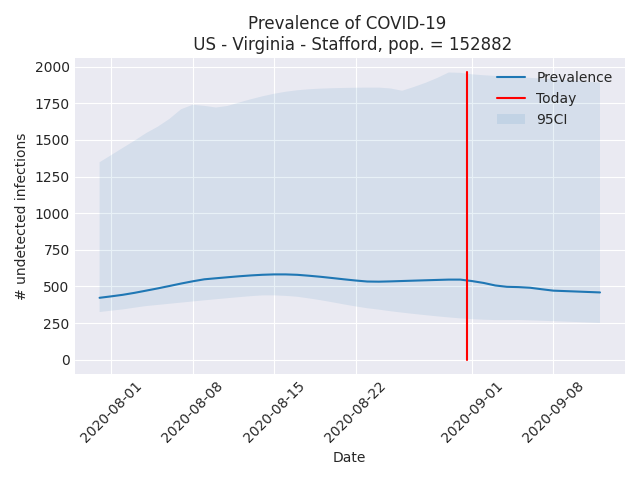 Prevalence of COVID-19
US - Virginia - Stafford, pop. = 152882
# undetected infections
2000
1750
1500
1250
1000
750
500
250
0
Prevalence
Today
95CI
2020-08-01
2020-08-08
2020-08-15
2020-08-22
2020-09-01
2020-09-08
Date